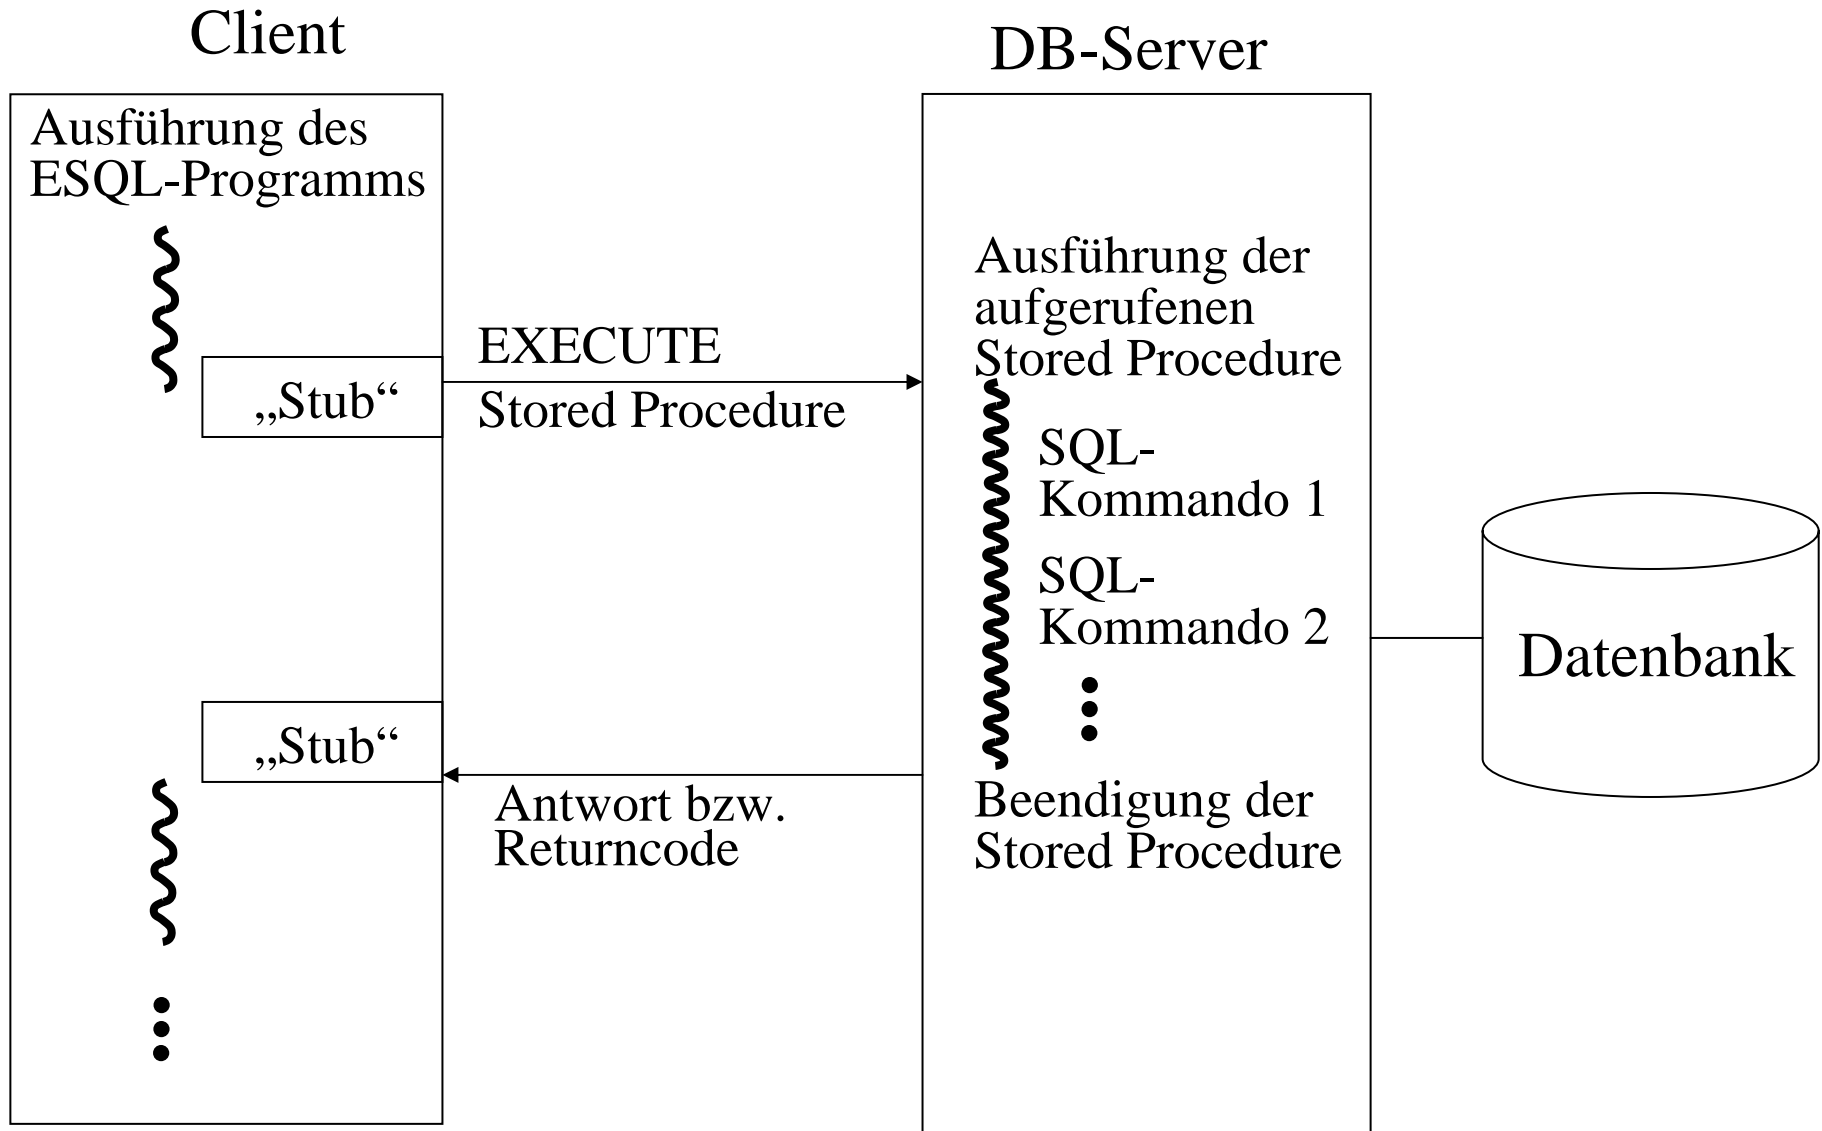 Client
DB-Server
Ausführung des
ESQL-Programms
„Stub“
EXECUTE
Stored Procedure
Ausführung der
aufgerufenen
Stored Procedure
SQL-
Kommando 1
SQL-
Kommando 2
Datenbank
„Stub“
Antwort bzw.
Returncode
Beendigung der
Stored Procedure